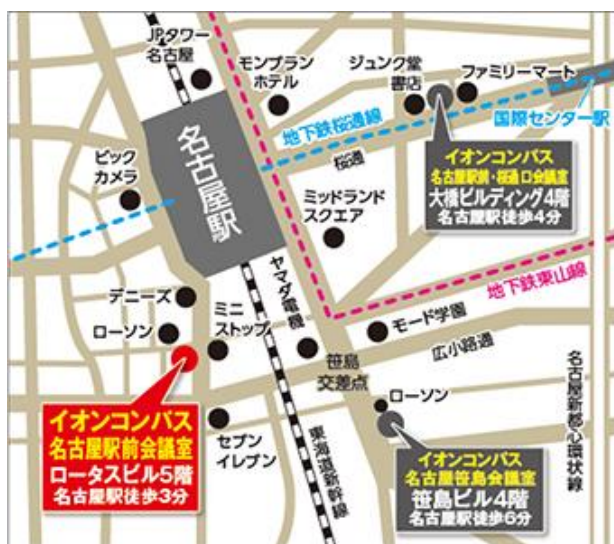 JPタワー
名古屋
モンブラン
ホテル
ジュンク堂
書店
ファミリーマート
地下鉄桜通線
国際センター駅
桜通
ビック
カメラ
名古屋駅
ミッドランド
スクエア
イオンコンパス
名古屋駅前・桜通口会議室
大橋ビルディング4階
名古屋駅徒歩4分
地下鉄東山線
デニーズ
ローソン
ミニ
ストップ
ヤマダ電機
笹島
交差点
モード学園
広小路通
ローソン
名古屋新都心環状線
イオンコンパス
名古屋駅前会議室
ロータスビル5階
名古屋駅徒歩3分
セブン
イレブン
東海道新幹線
イオンコンパス
名古屋笹島会議室
笹島ビル4階
名古屋駅徒歩6分